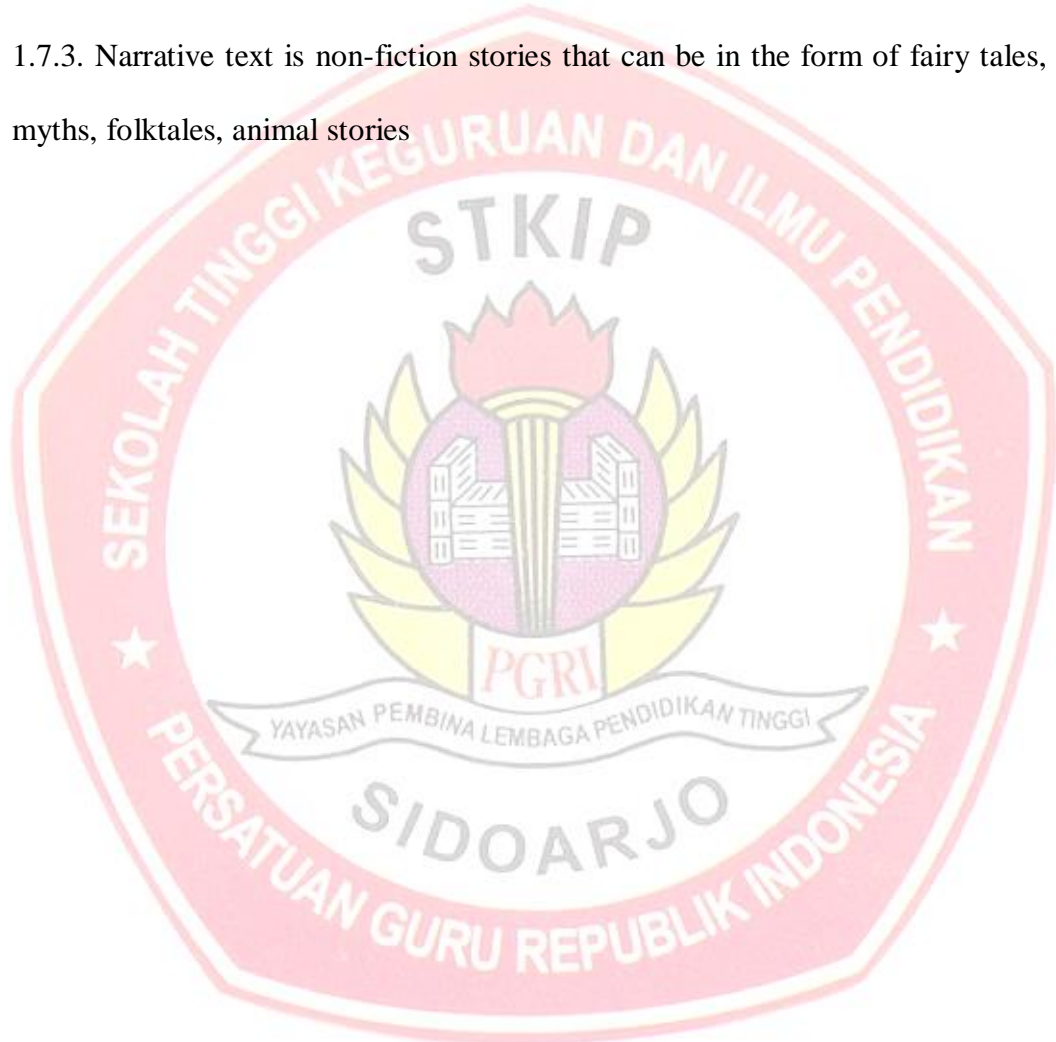 1.7.3. Narrative text is non-fiction stories that can be in the form of fairy tales,
myths, folktales, animal stories
SEKOLAH TINGGI KEGURUAN DAN ILMU PENDIDIKAN
STKIP
PGRI
YAYASAN PEMBINA LEMBAGA PENDIDIKAN TINGGI
SIDOARJO
PERSATUAN GURU REPUBLIK INDONESIA